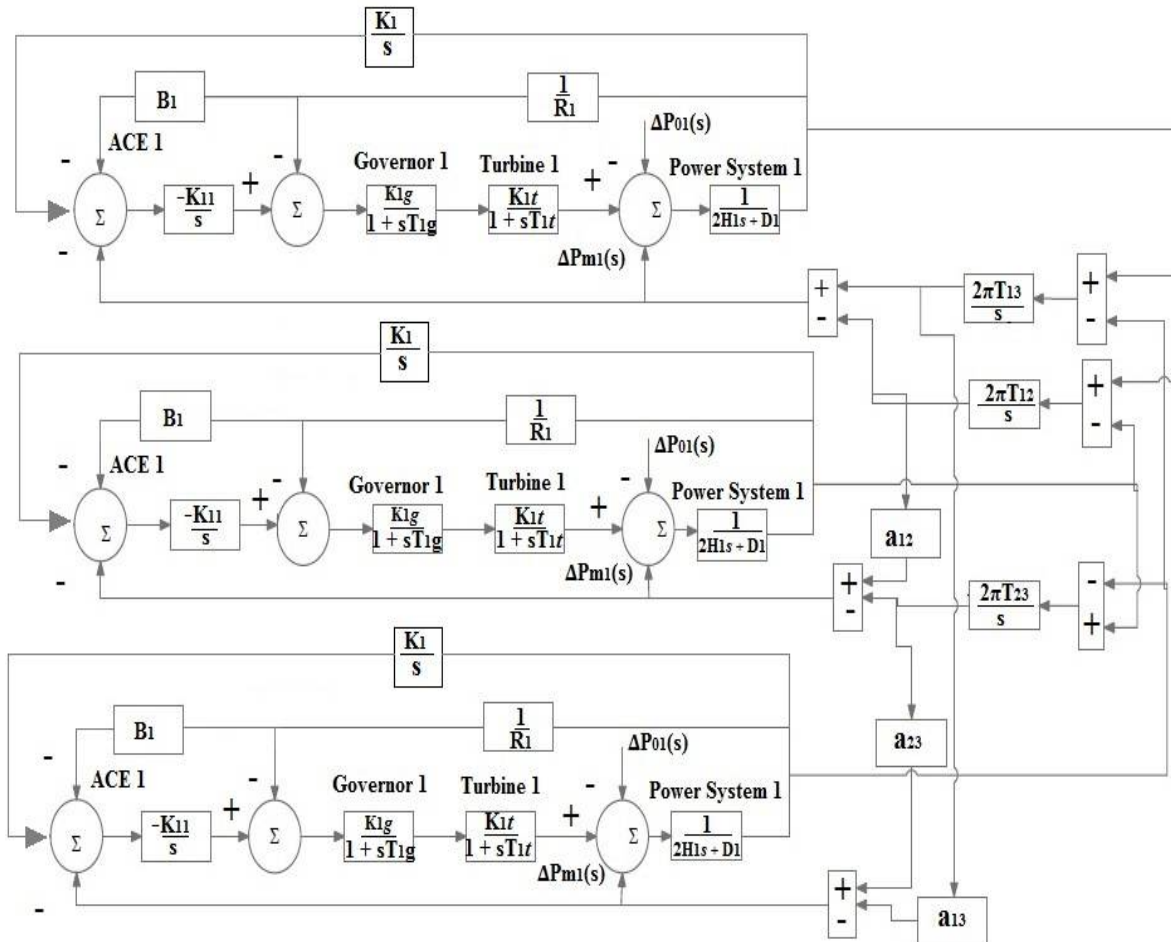 K1
s
B1
1
R1
ΔP01(s)
ACE 1
-
-
-
Governor 1
Turbine 1
+
-
Power System 1
Σ
-K11
s
+
Σ
K1g
1 + sT1g
K1t
1 + sT1t
Σ
1
2H1s + D1
-
ΔPm1(s)
+
-
2πT13
s
+
-
K1
s
2πT12
s
+
-
B1
1
R1
ΔP01(s)
-
ACE 1
-
Governor 1
Turbine 1
+
-
Power System 1
Σ
-K11
s
+
Σ
K1g
1 + sT1g
K1t
1 + sT1t
Σ
1
2H1s + D1
a12
-
ΔPm1(s)
+
-
2πT23
s
-
+
K1
s
B1
1
R1
ΔP01(s)
a23
-
ACE 1
-
Governor 1
Turbine 1
+
-
Power System 1
Σ
-K11
s
+
Σ
K1g
1 + sT1g
K1t
1 + sT1t
Σ
1
2H1s + D1
ΔPm1(s)
-
+
-
a13